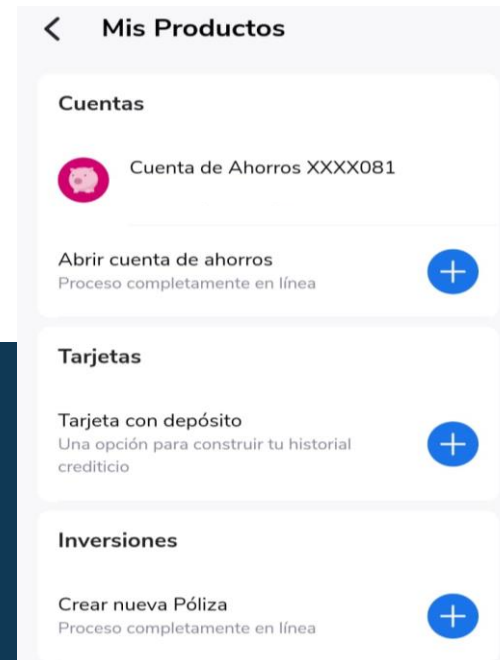 Mis Productos
Cuentas
Cuenta de Ahorros XXXX081
Abrir cuenta de ahorros
Proceso completamente en línea
Tarjetas
Tarjeta con depósito
Una opción para construir tu historial
crediticio
Inversiones
Crear nueva Póliza
Proceso completamente en línea